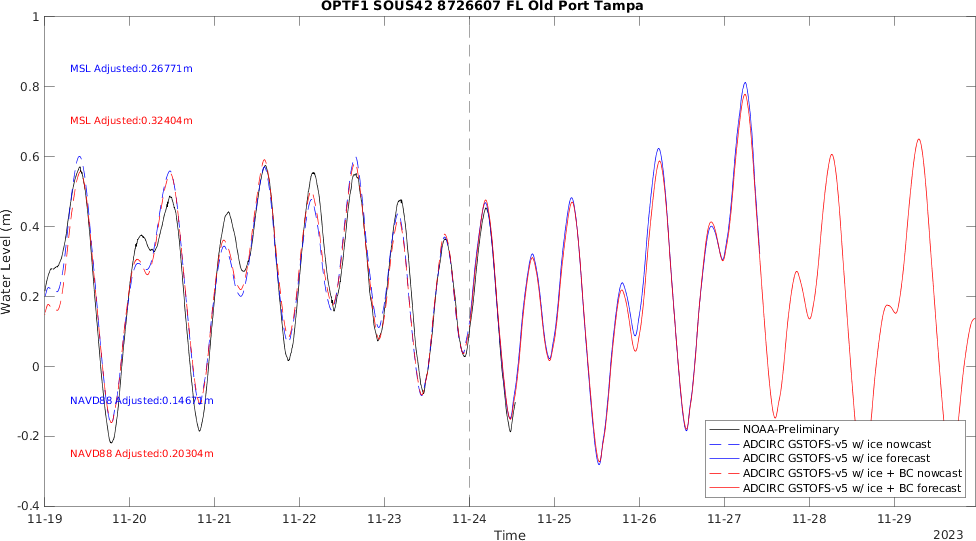 OPTF1 SOUS42 8726607 FL Old Port Tampa
1
0.8
0.6
0.4
0.2
0
-0.2
-0.4
Water Level (m)
MSL Adjusted:0.26771m
MSL Adjusted:0.32404m
NAVD88 Adjusted:0.14671m
NAVD88 Adjusted:0.20304m
NOAA-Preliminary
ADCIRC GSTOFS-v5 w/ ice nowcast
ADCIRC GSTOFS-v5 w/ ice forecast
ADCIRC GSTOFS-v5 w/ ice + BC nowcast
ADCIRC GSTOFS-v5 w/ ice + BC forecast
11-19 11-20 11-21 11-22 11-23 11-24 11-25 11-26 11-27 11-28 11-29
Time
2023